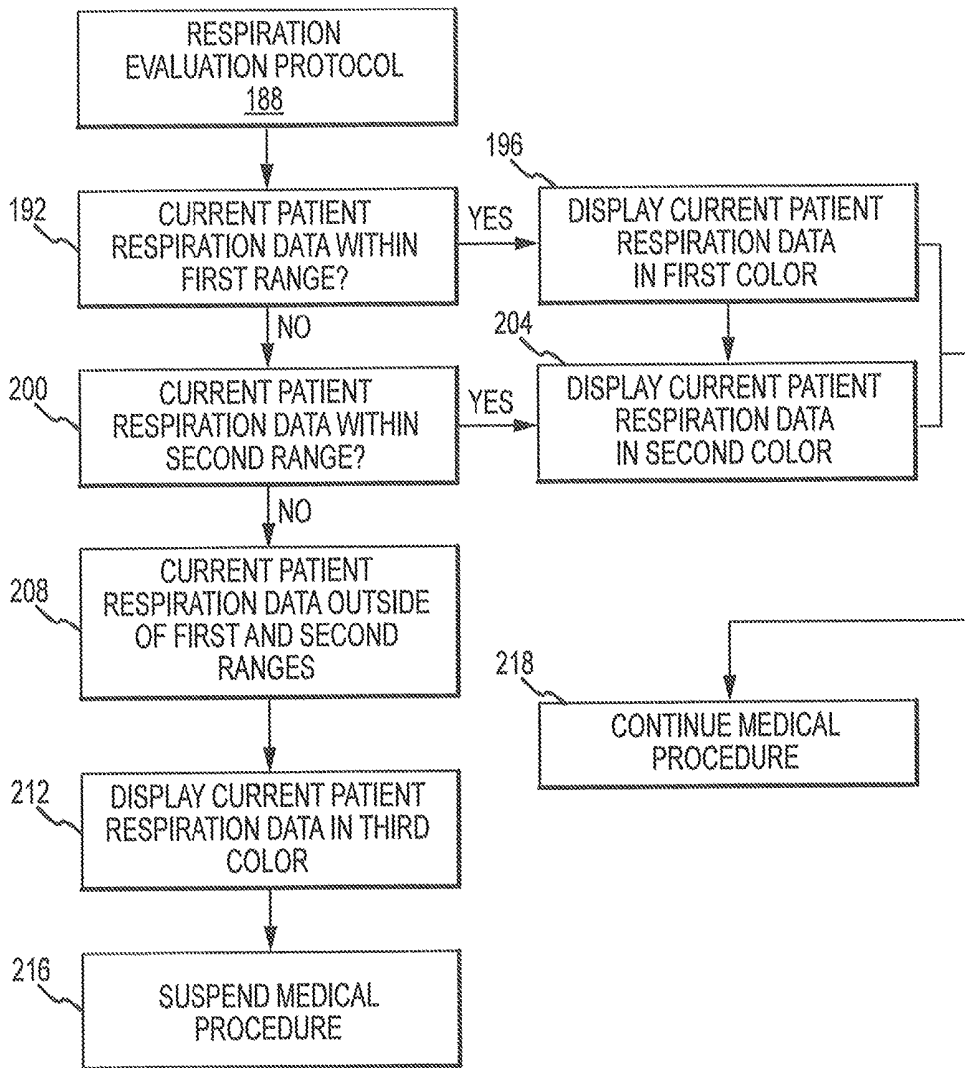 RESPIRATION
EVALUATION PROTOCOL
188
192
CURRENT PATIENT
RESPIRATION DATA WITHIN
FIRST RANGE?
YES
196
DISPLAY CURRENT PATIENT
RESPIRATION DATA
IN FIRST COLOR
NO
200
CURRENT PATIENT
RESPIRATION DATA WITHIN
SECOND RANGE?
YES
204
DISPLAY CURRENT PATIENT
RESPIRATION DATA
IN SECOND COLOR
NO
208
CURRENT PATIENT
RESPIRATION DATA OUTSIDE
OF FIRST AND SECOND
RANGES
218
CONTINUE MEDICAL
PROCEDURE
212
DISPLAY CURRENT PATIENT
RESPIRATION DATA IN THIRD
COLOR
216
SUSPEND MEDICAL
PROCEDURE